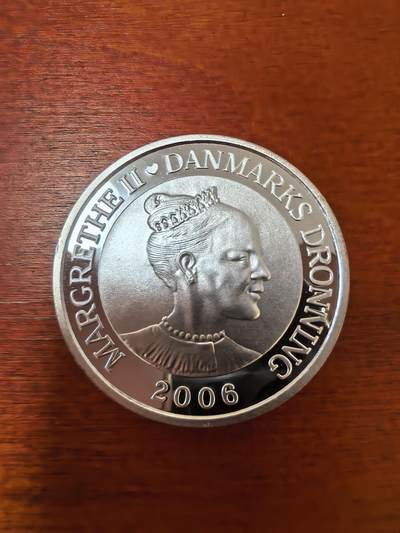 MARGRETHE II ♥ DANMARKS DRONNING
2006